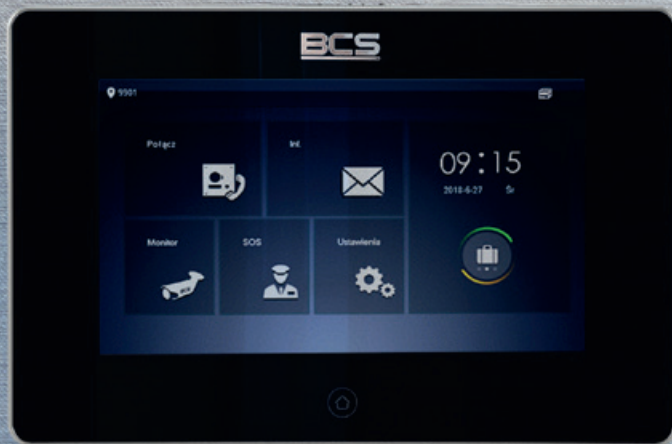 BCS
9901
Połącz
Inf.
09:15
2018-6-27 Śr
Monitor
SOS
Ustawienia